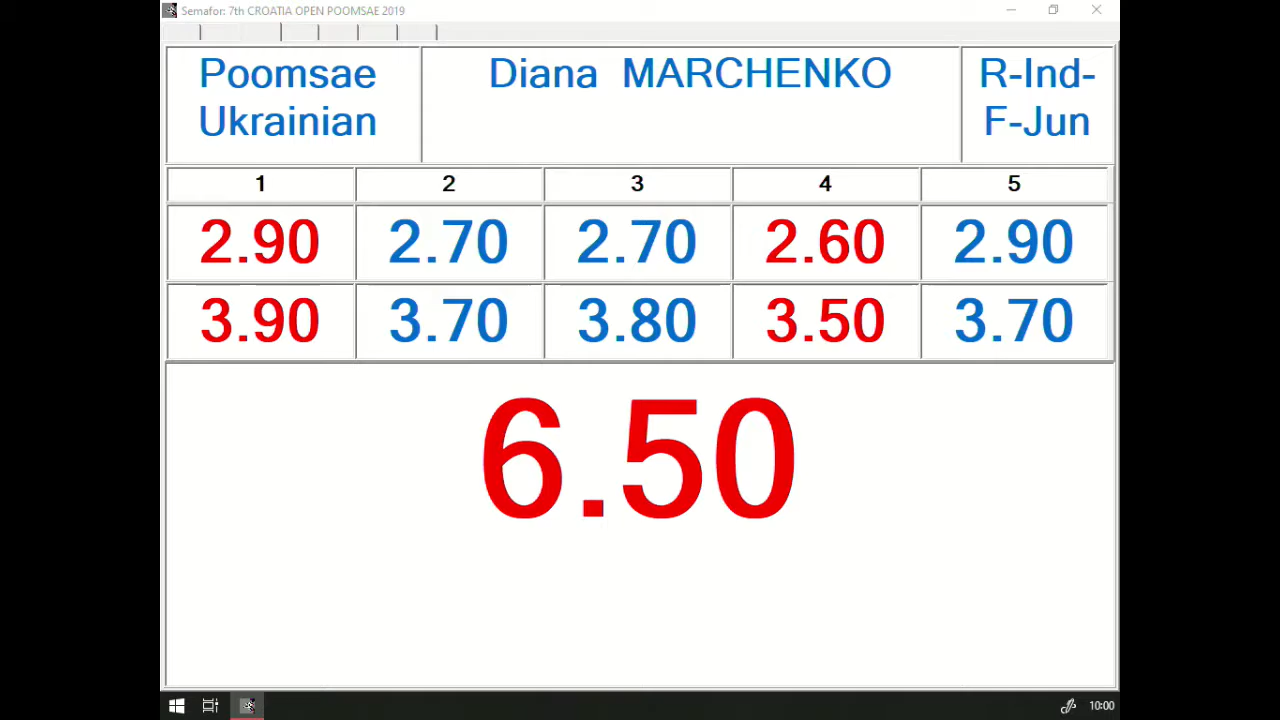 Semafor: 7th CROATIA OPEN POOMSAE 2019
Poomsae
Ukrainian
Diana MARCHENKO
R-Ind-
F-Jun
1 2 3 4 5
2.90 2.70 2.70 2.60 2.90
3.90 3.70 3.80 3.50 3.70
6.50
10:00